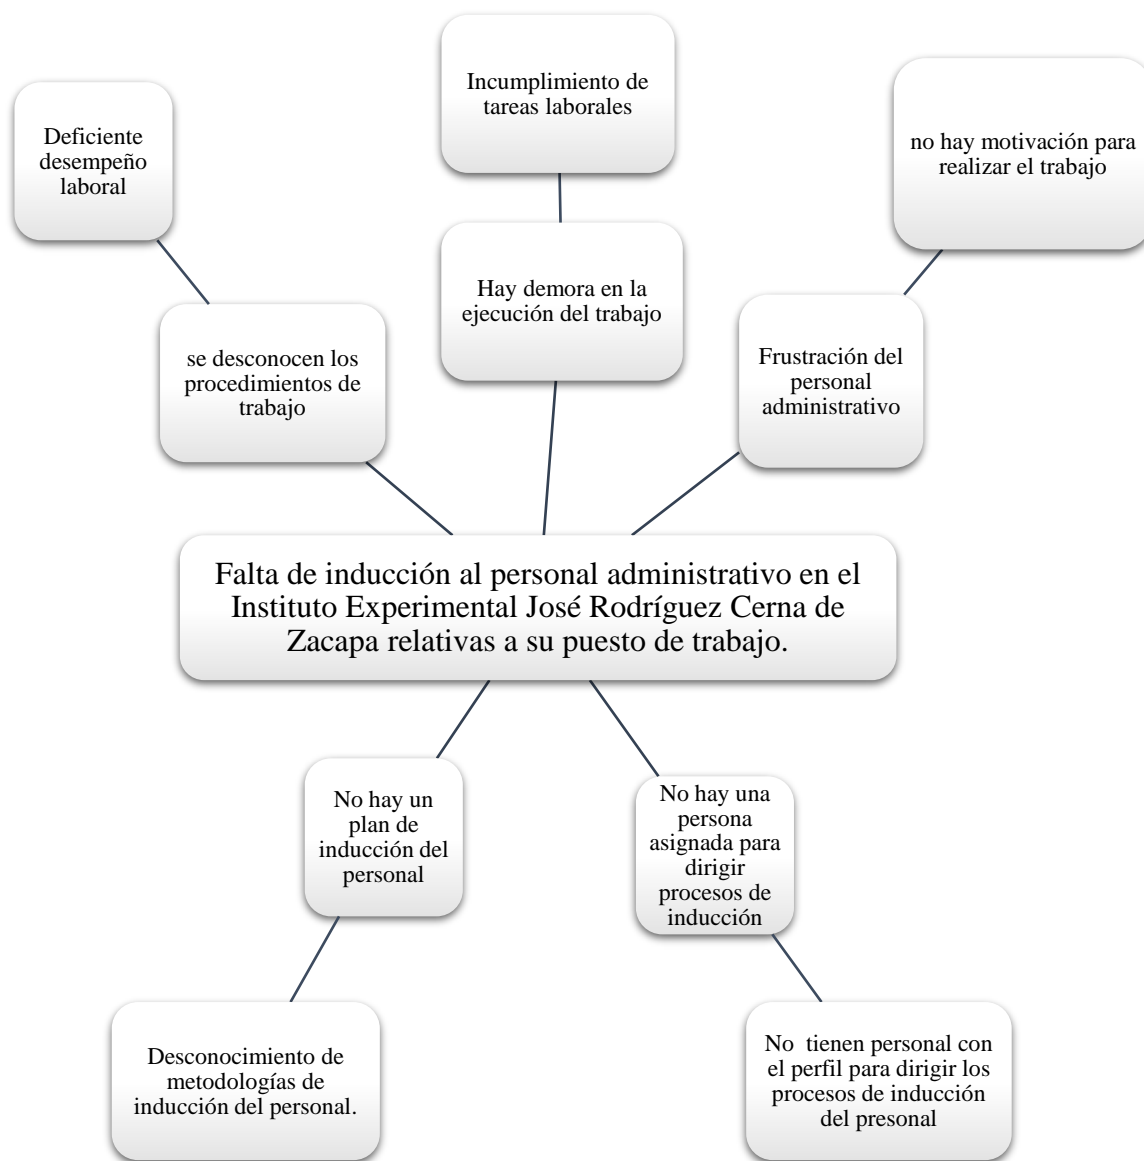 Incumplimiento de
tareas laborales
Deficiente
desempeño
laboral
no hay motivación para
realizar el trabajo
Hay demora en la
ejecución del trabajo
se desconocen los
procedimientos de
trabajo
Frustración del
personal
administrativo
Falta de inducción al personal administrativo en el
Instituto Experimental José Rodríguez Cerna de
Zacapa relativas a su puesto de trabajo.
No hay un
plan de
inducción del
personal
No hay una
persona
asignada para
dirigir
procesos de
inducción
Desconocimiento de
metodologías de
inducción del personal.
No  tienen personal con
el perfil para dirigir los
procesos de inducción
del presonal